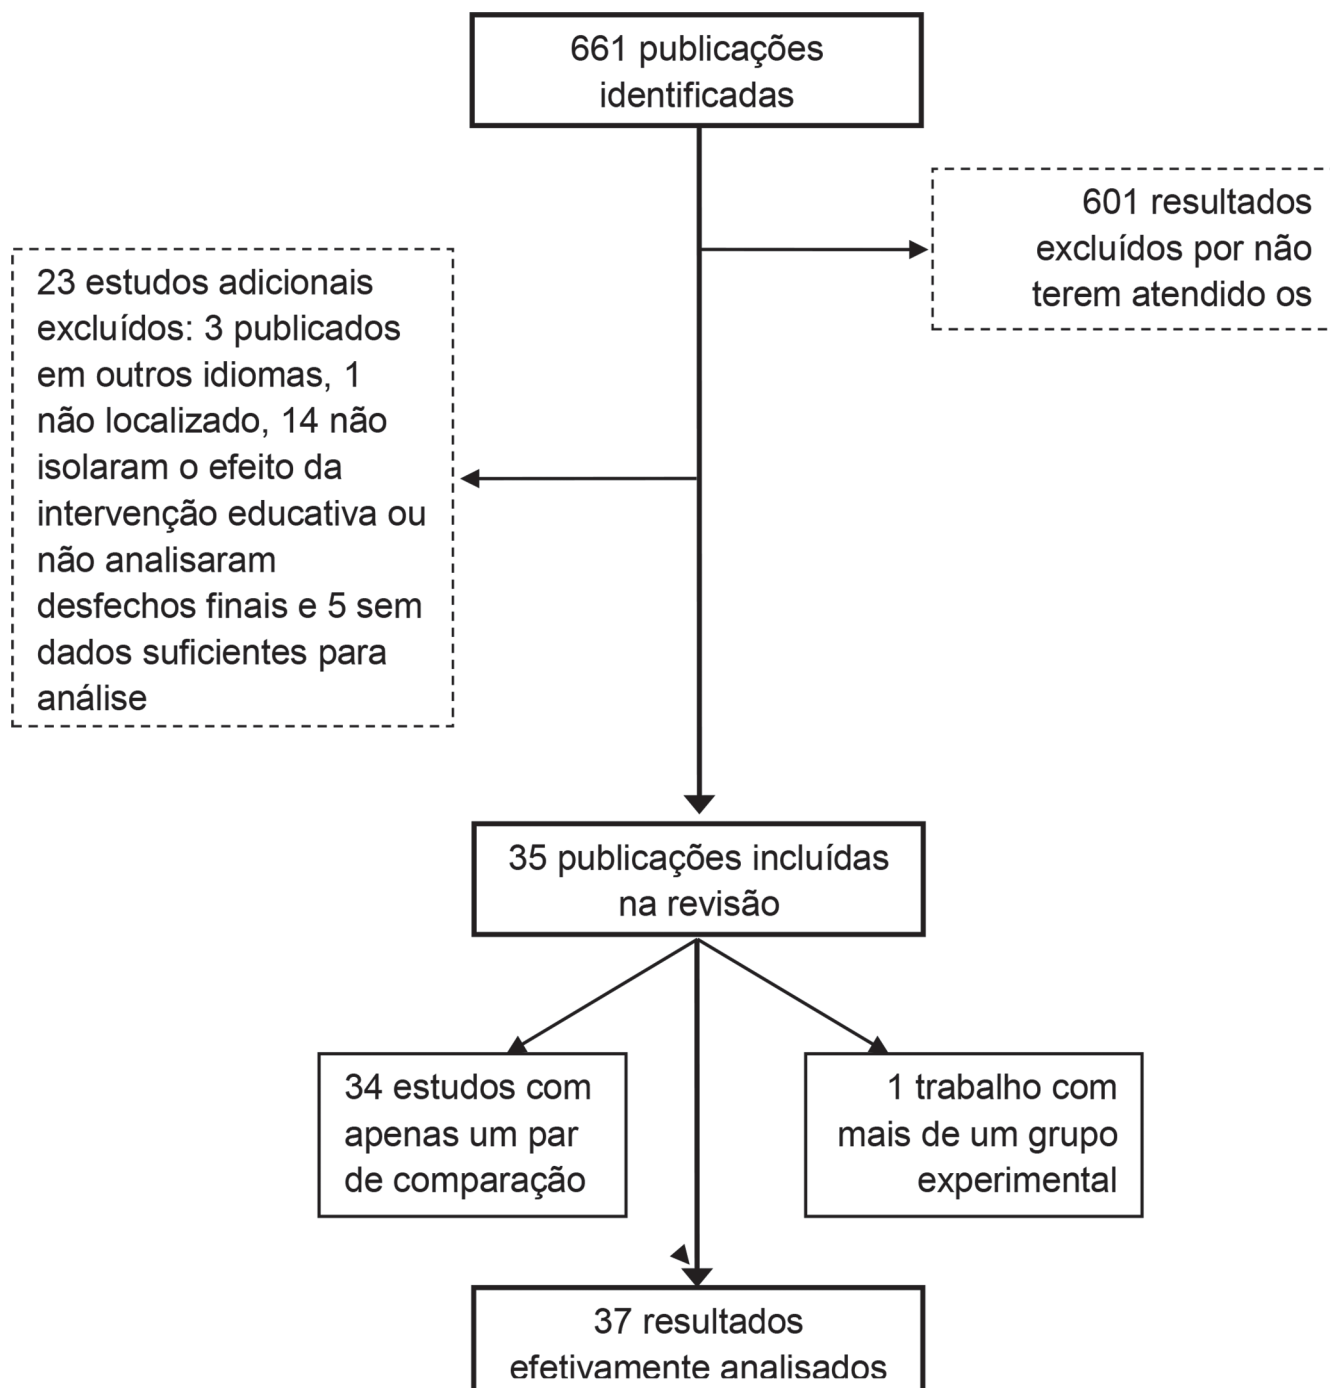 661 publicações
identificadas
601 resultados
excluídos por não
terem atendido os
23 estudos adicionais
excluídos: 3 publicados
em outros idiomas, 1
não localizado, 14 não
isolaram o efeito da
intervenção educativa ou
não analisaram
desfechos finais e 5 sem
dados suficientes para
análise
35 publicações incluídas
na revisão
34 estudos com
apenas um par
de comparação
1 trabalho com
mais de um grupo
experimental
37 resultados
efetivamente analisados